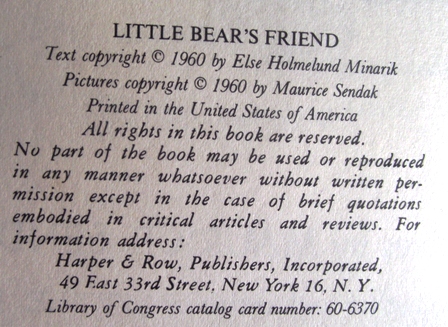 LITTLE BEAR'S FRIEND
Text copyright © 1960 by Else Holmelund Minarik
Pictures copyright © 1960 by Maurice Sendak
Printed in the United States of America
All rights in this book are reserved.
No part of the book may be used or reproduced
in any manner whatsoever without written per-
mission except in the case of brief quotations
embodied in critical articles and reviews. For
information address:
Harper & Row, Publishers, Incorporated,
49 East 33rd Street, New York 16, N. Y.
Library of Congress catalog card number: 60-6370